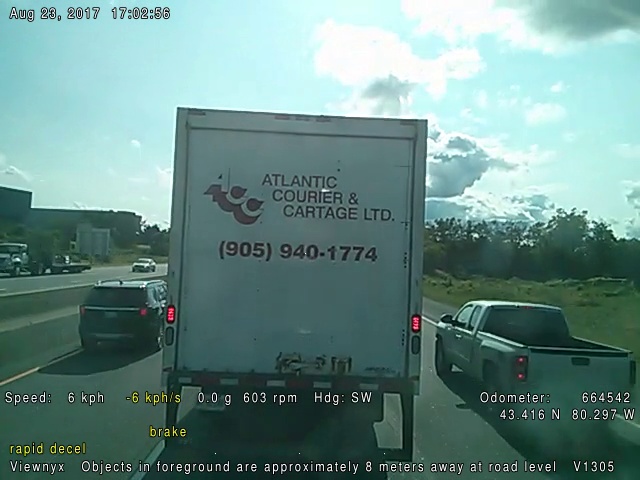 Aug 23, 2017 17:02:56
ATLANTIC
COURIER &
CARTAGE LTD.
(905) 940-1774
Speed: 6 kph -6 kph/s 0.0 g 603 rpm Hdg: SW Odometer: 664542
43.416 N 80.297 W
brake
rapid decel
Viewnyx Objects in foreground are approximately 8 meters away at road level V1305